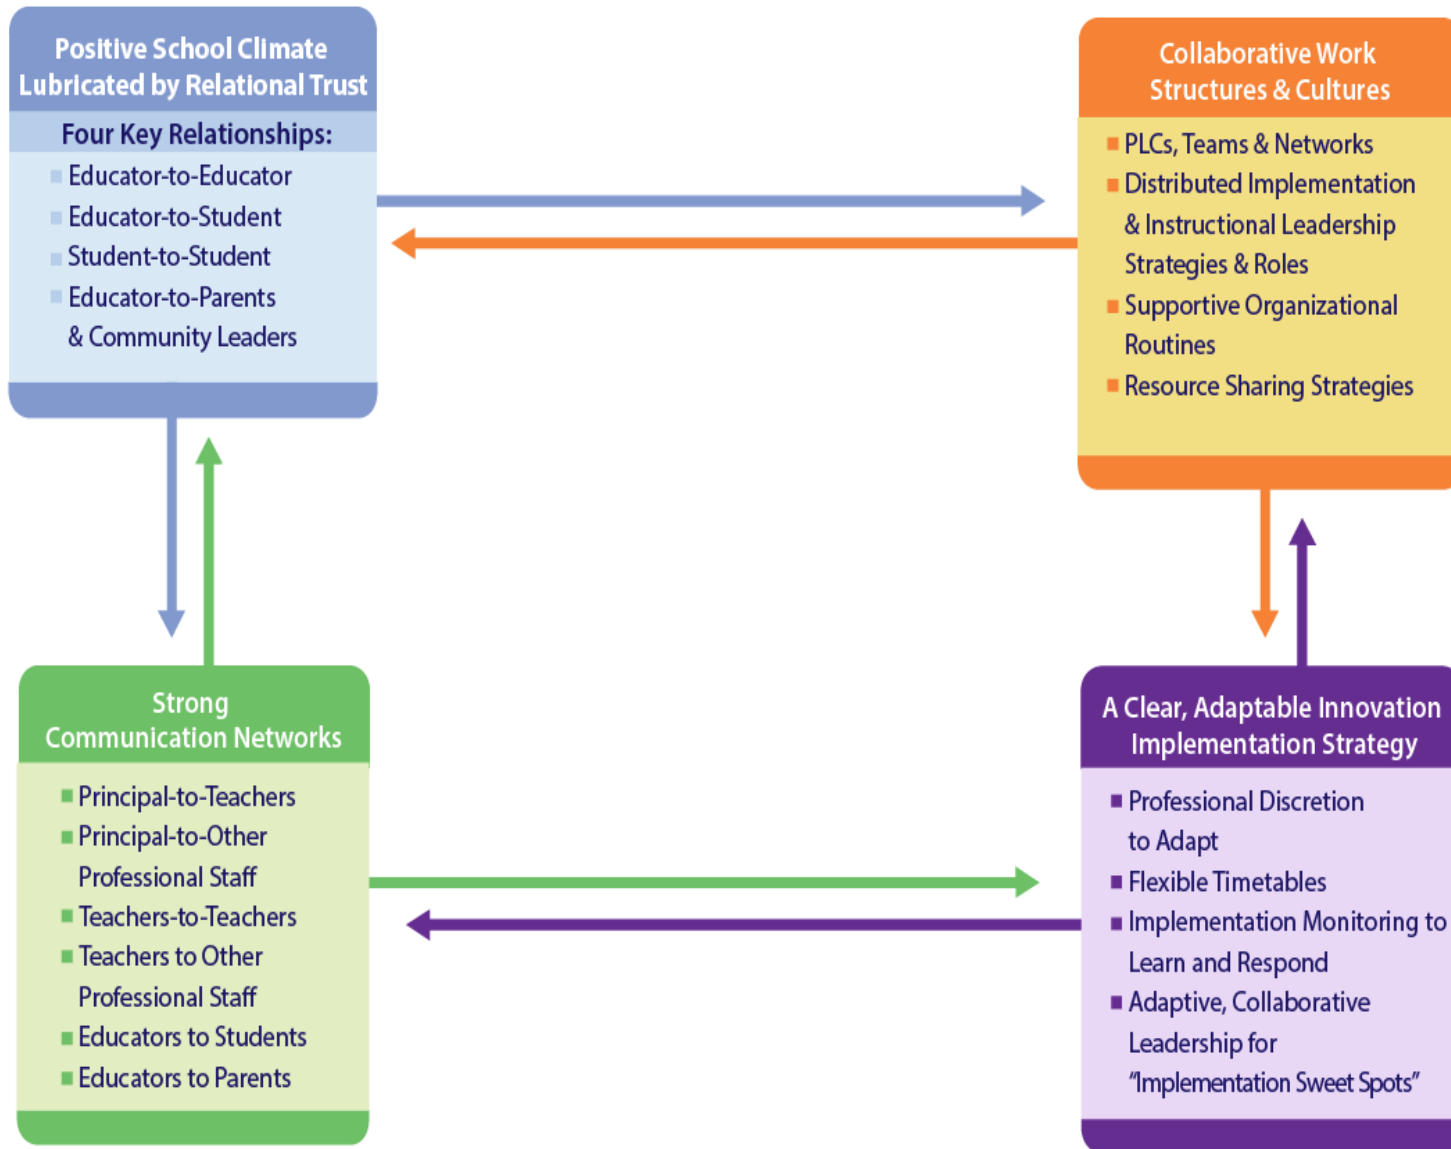 Positive School Climate
Lubricated by Relational Trust
Four Key Relationships:
Educator-to-Educator
Educator-to-Student
Student-to-Student
Educator-to-Parents
& Community Leaders
Collaborative Work
Structures & Cultures
PLCs, Teams & Networks
Distributed Implementation
& Instructional Leadership
Strategies & Roles
Supportive Organizational
Routines
Resource Sharing Strategies
Strong
Communication Networks
Principal-to-Teachers
Principal-to-Other
Professional Staff
Teachers-to-Teachers
Teachers to Other
Professional Staff
Educators to Students
Educators to Parents
A Clear, Adaptable Innovation
Implementation Strategy
Professional Discretion
to Adapt
Flexible Timetables
Implementation Monitoring to
Learn and Respond
Adaptive, Collaborative
Leadership for
“Implementation Sweet Spots”